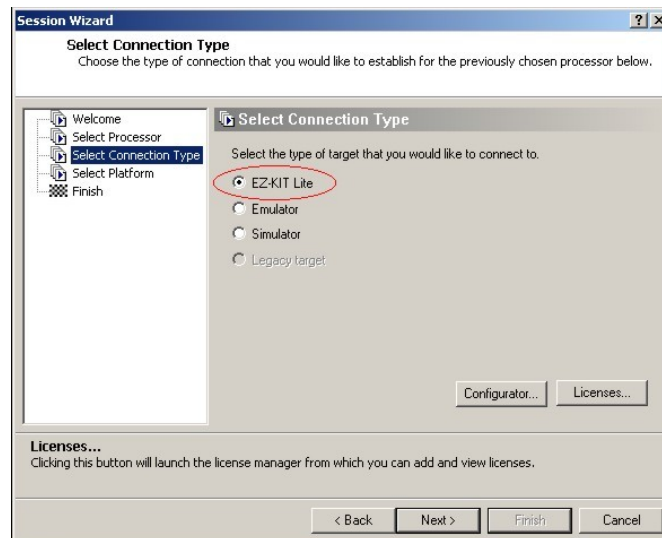 Session Wizard
Select Connection Type
Choose the type of connection that you would like to establish for the previously chosen processor below.
Welcome
Select Processor
Select Connection Type
Select Platform
Finish
Select Connection Type
Select the type of target that you would like to connect to.
EZ-KIT Lite
Emulator
Simulator
Legacy target
Configurator...
Licenses...
Licenses...
Clicking this button will launch the license manager from which you can add and view licenses.
< Back
Next >
Finish
Cancel